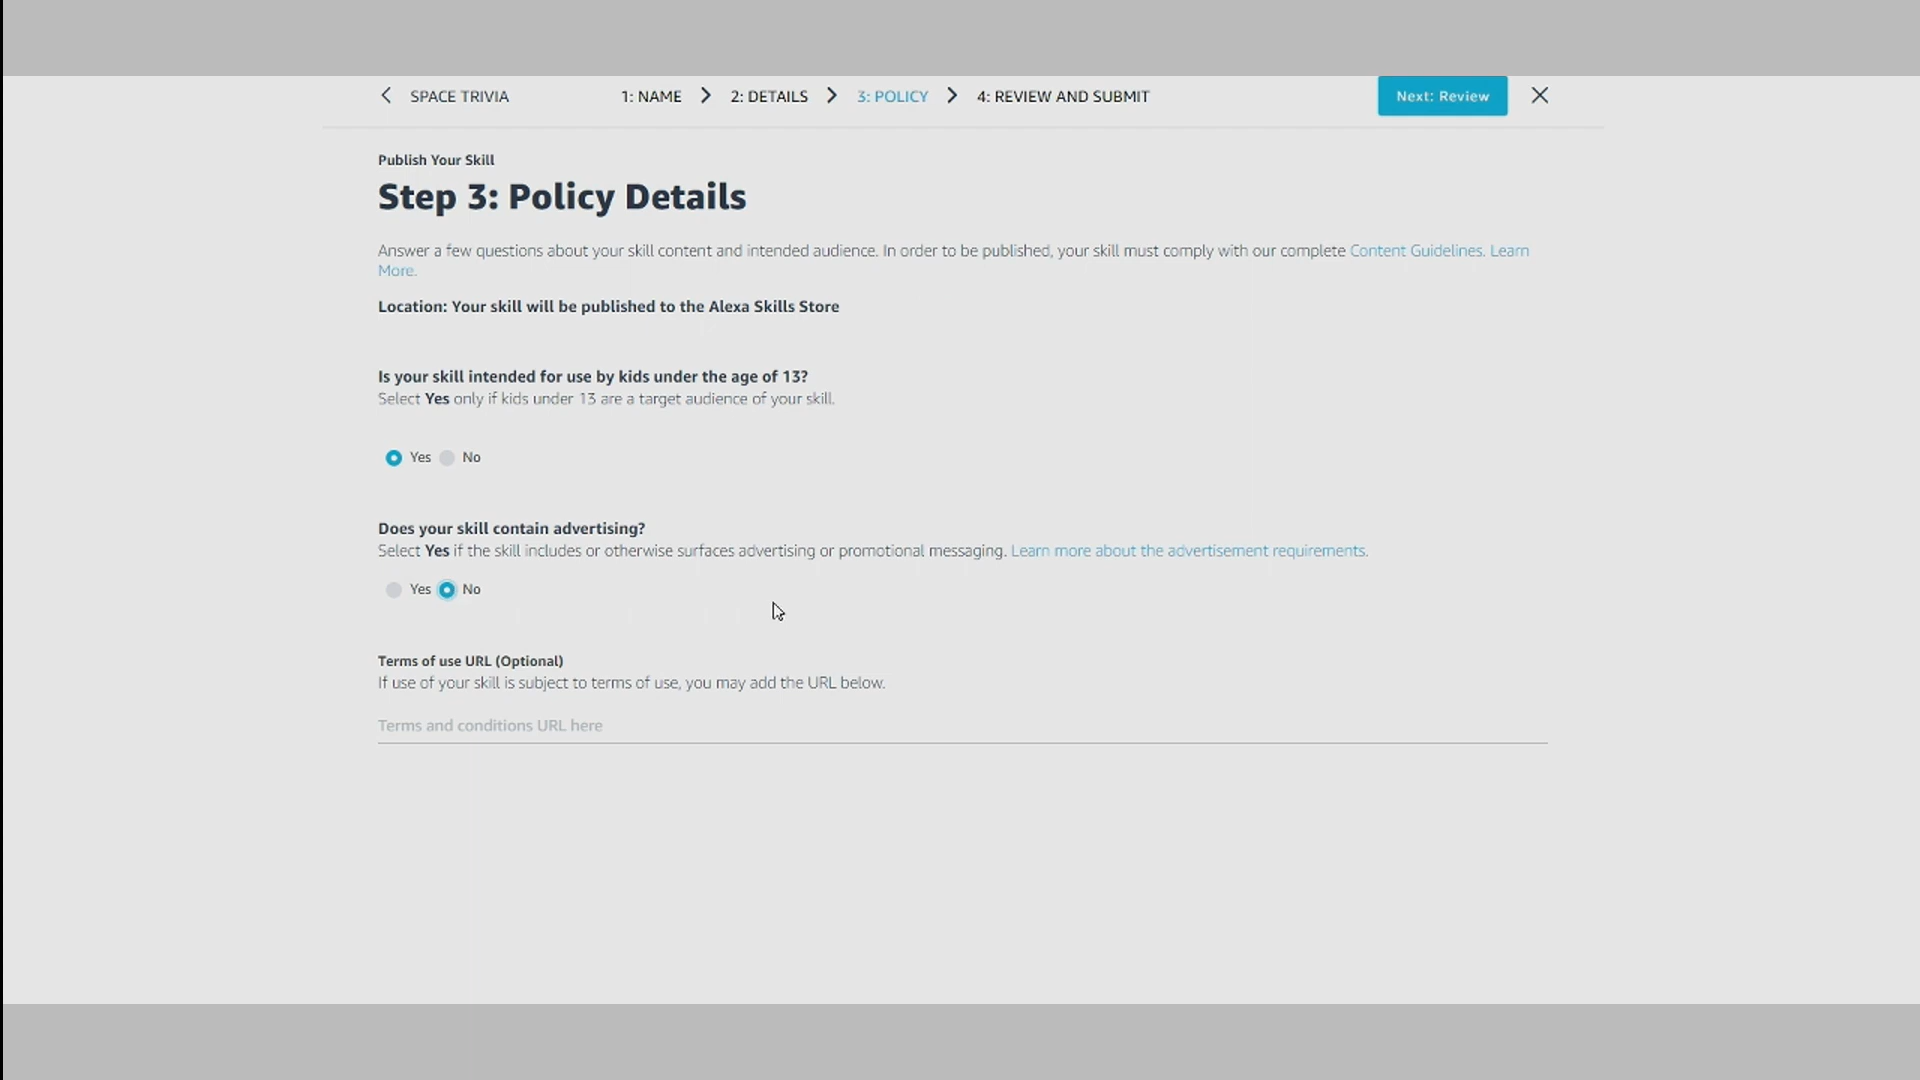 SPACE TRIVIA 1: NAME 2: DETAILS 3: POLICY 4: REVIEW AND SUBMIT Next: Review
Publish Your Skill
Step 3: Policy Details
Answer a few questions about your skill content and intended audience. In order to be published, your skill must comply with our complete Content Guidelines. Learn
More.
Location: Your skill will be published to the Alexa Skills Store
Is your skill intended for use by kids under the age of 13?
Select Yes only if kids under 13 are a target audience of your skill.
Yes No
Does your skill contain advertising?
Select Yes if the skill includes or otherwise surfaces advertising or promotional messaging. Learn more about the advertisement requirements.
Yes No
Terms of use URL (Optional)
If use of your skill is subject to terms of use, you may add the URL below.
Terms and conditions URL here